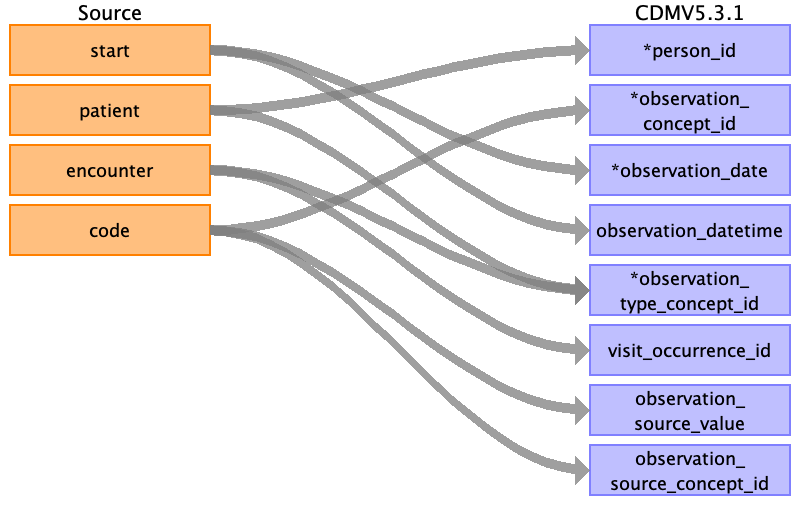 Source
CDMV5.3.1
start
*person_id
patient
*observation_
concept_id
encounter
*observation_date
code
observation_datetime
*observation_
type_concept_id
visit_occurrence_id
observation_
source_value
observation_
source_concept_id